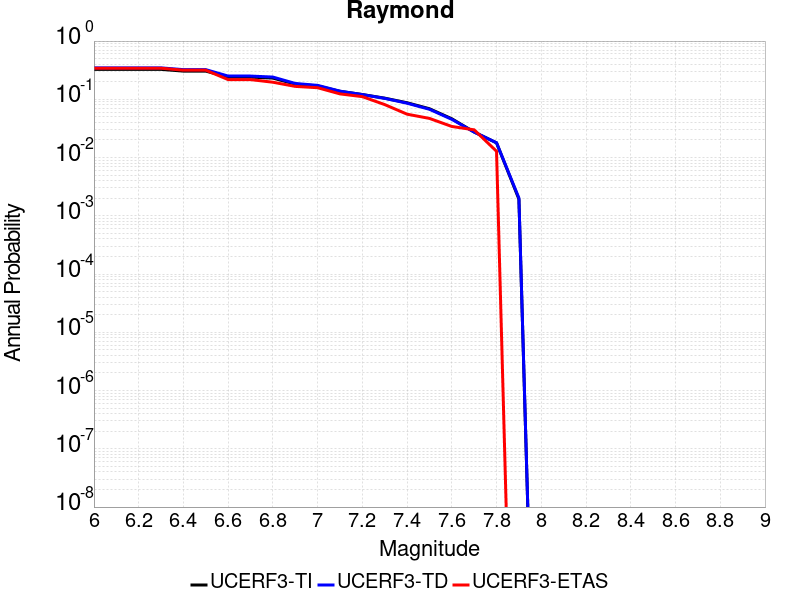 Raymond
10^0
10^-1
10^-2
10^-3
10^-4
10^-5
10^-6
10^-7
10^-8
Annual Probability
6 6.2 6.4 6.6 6.8 7 7.2 7.4 7.6 7.8 8 8.2 8.4 8.6 8.8 9
Magnitude
UCERF3-TI UCERF3-TD UCERF3-ETAS